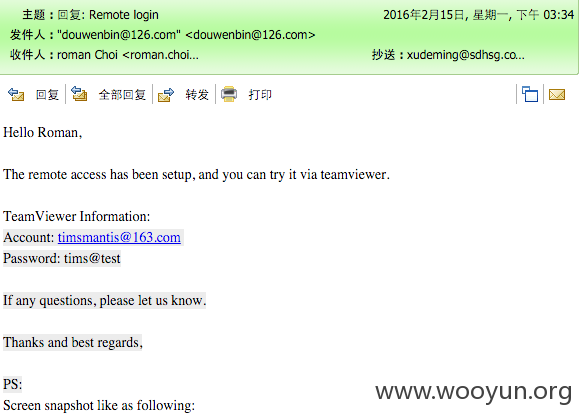 主题：回复: Remote login 2016年2月15日, 星期一, 下午 03:34
发件人："douwenbin@126.com" <douwenbin@126.com>
收件人：roman Choi <roman.choi... 抄送：xudeming@sdhsg.co...
回复 全部回复 转发 打印
Hello Roman,
The remote access has been setup, and you can try it via teamviewer.
TeamViewer Information:
Account: timsmantis@163.com
Password: tims@test
If any questions, please let us know.
Thanks and best regards,
PS:
Screen snapshot like as following:
www.wooyun.org